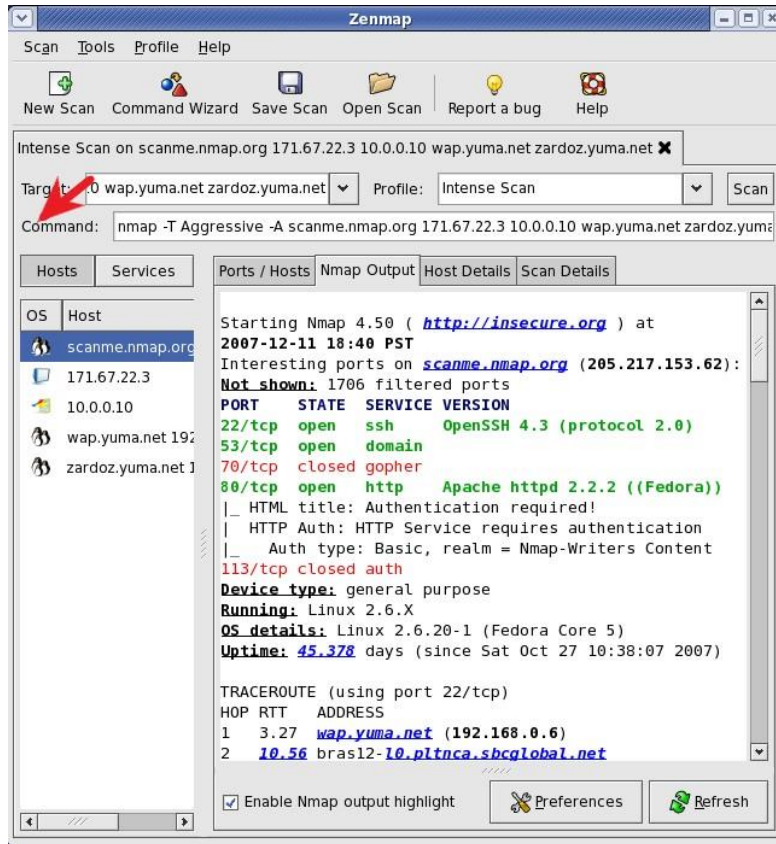 Zenmap
Scan Tools Profile Help
New Scan Command Wizard Save Scan Open Scan Report a bug Help
Intense Scan on scanme.nmap.org 171.67.22.3 10.0.0.10 wap.yuma.net zardoz.yuma.net
Target: .0 wap.yuma.net zardoz.yuma.net Profile: Intense Scan Scan
Command: nmap -T Aggressive -A scanme.nmap.org 171.67.22.3 10.0.0.10 wap.yuma.net zardoz.yuma
Hosts Services
OS Host
scanme.nmap.org
171.67.22.3
10.0.0.10
wap.yuma.net 192
zardoz.yuma.net 1
Ports / Hosts Nmap Output Host Details Scan Details
Starting Nmap 4.50 ( http://insecure.org ) at
2007-12-11 18:40 PST
Interesting ports on scanme.nmap.org (205.217.153.62):
Not shown: 1706 filtered ports
PORT STATE SERVICE VERSION
22/tcp open ssh OpenSSH 4.3 (protocol 2.0)
53/tcp open domain
70/tcp closed gopher
80/tcp open http Apache httpd 2.2.2 ((Fedora))
|_ HTML title: Authentication required!
| HTTP Auth: HTTP Service requires authentication
|_ Auth type: Basic, realm = Nmap-Writers Content
113/tcp closed auth
Device type: general purpose
Running: Linux 2.6.X
OS details: Linux 2.6.20-1 (Fedora Core 5)
Uptime: 45.378 days (since Sat Oct 27 10:38:07 2007)
TRACEROUTE (using port 22/tcp)
HOP RTT ADDRESS
1 3.27 wap.yuma.net (192.168.0.6)
2 10.56 bras12-l0.pltnca.sbcglobal.net
Enable Nmap output highlight Preferences Refresh